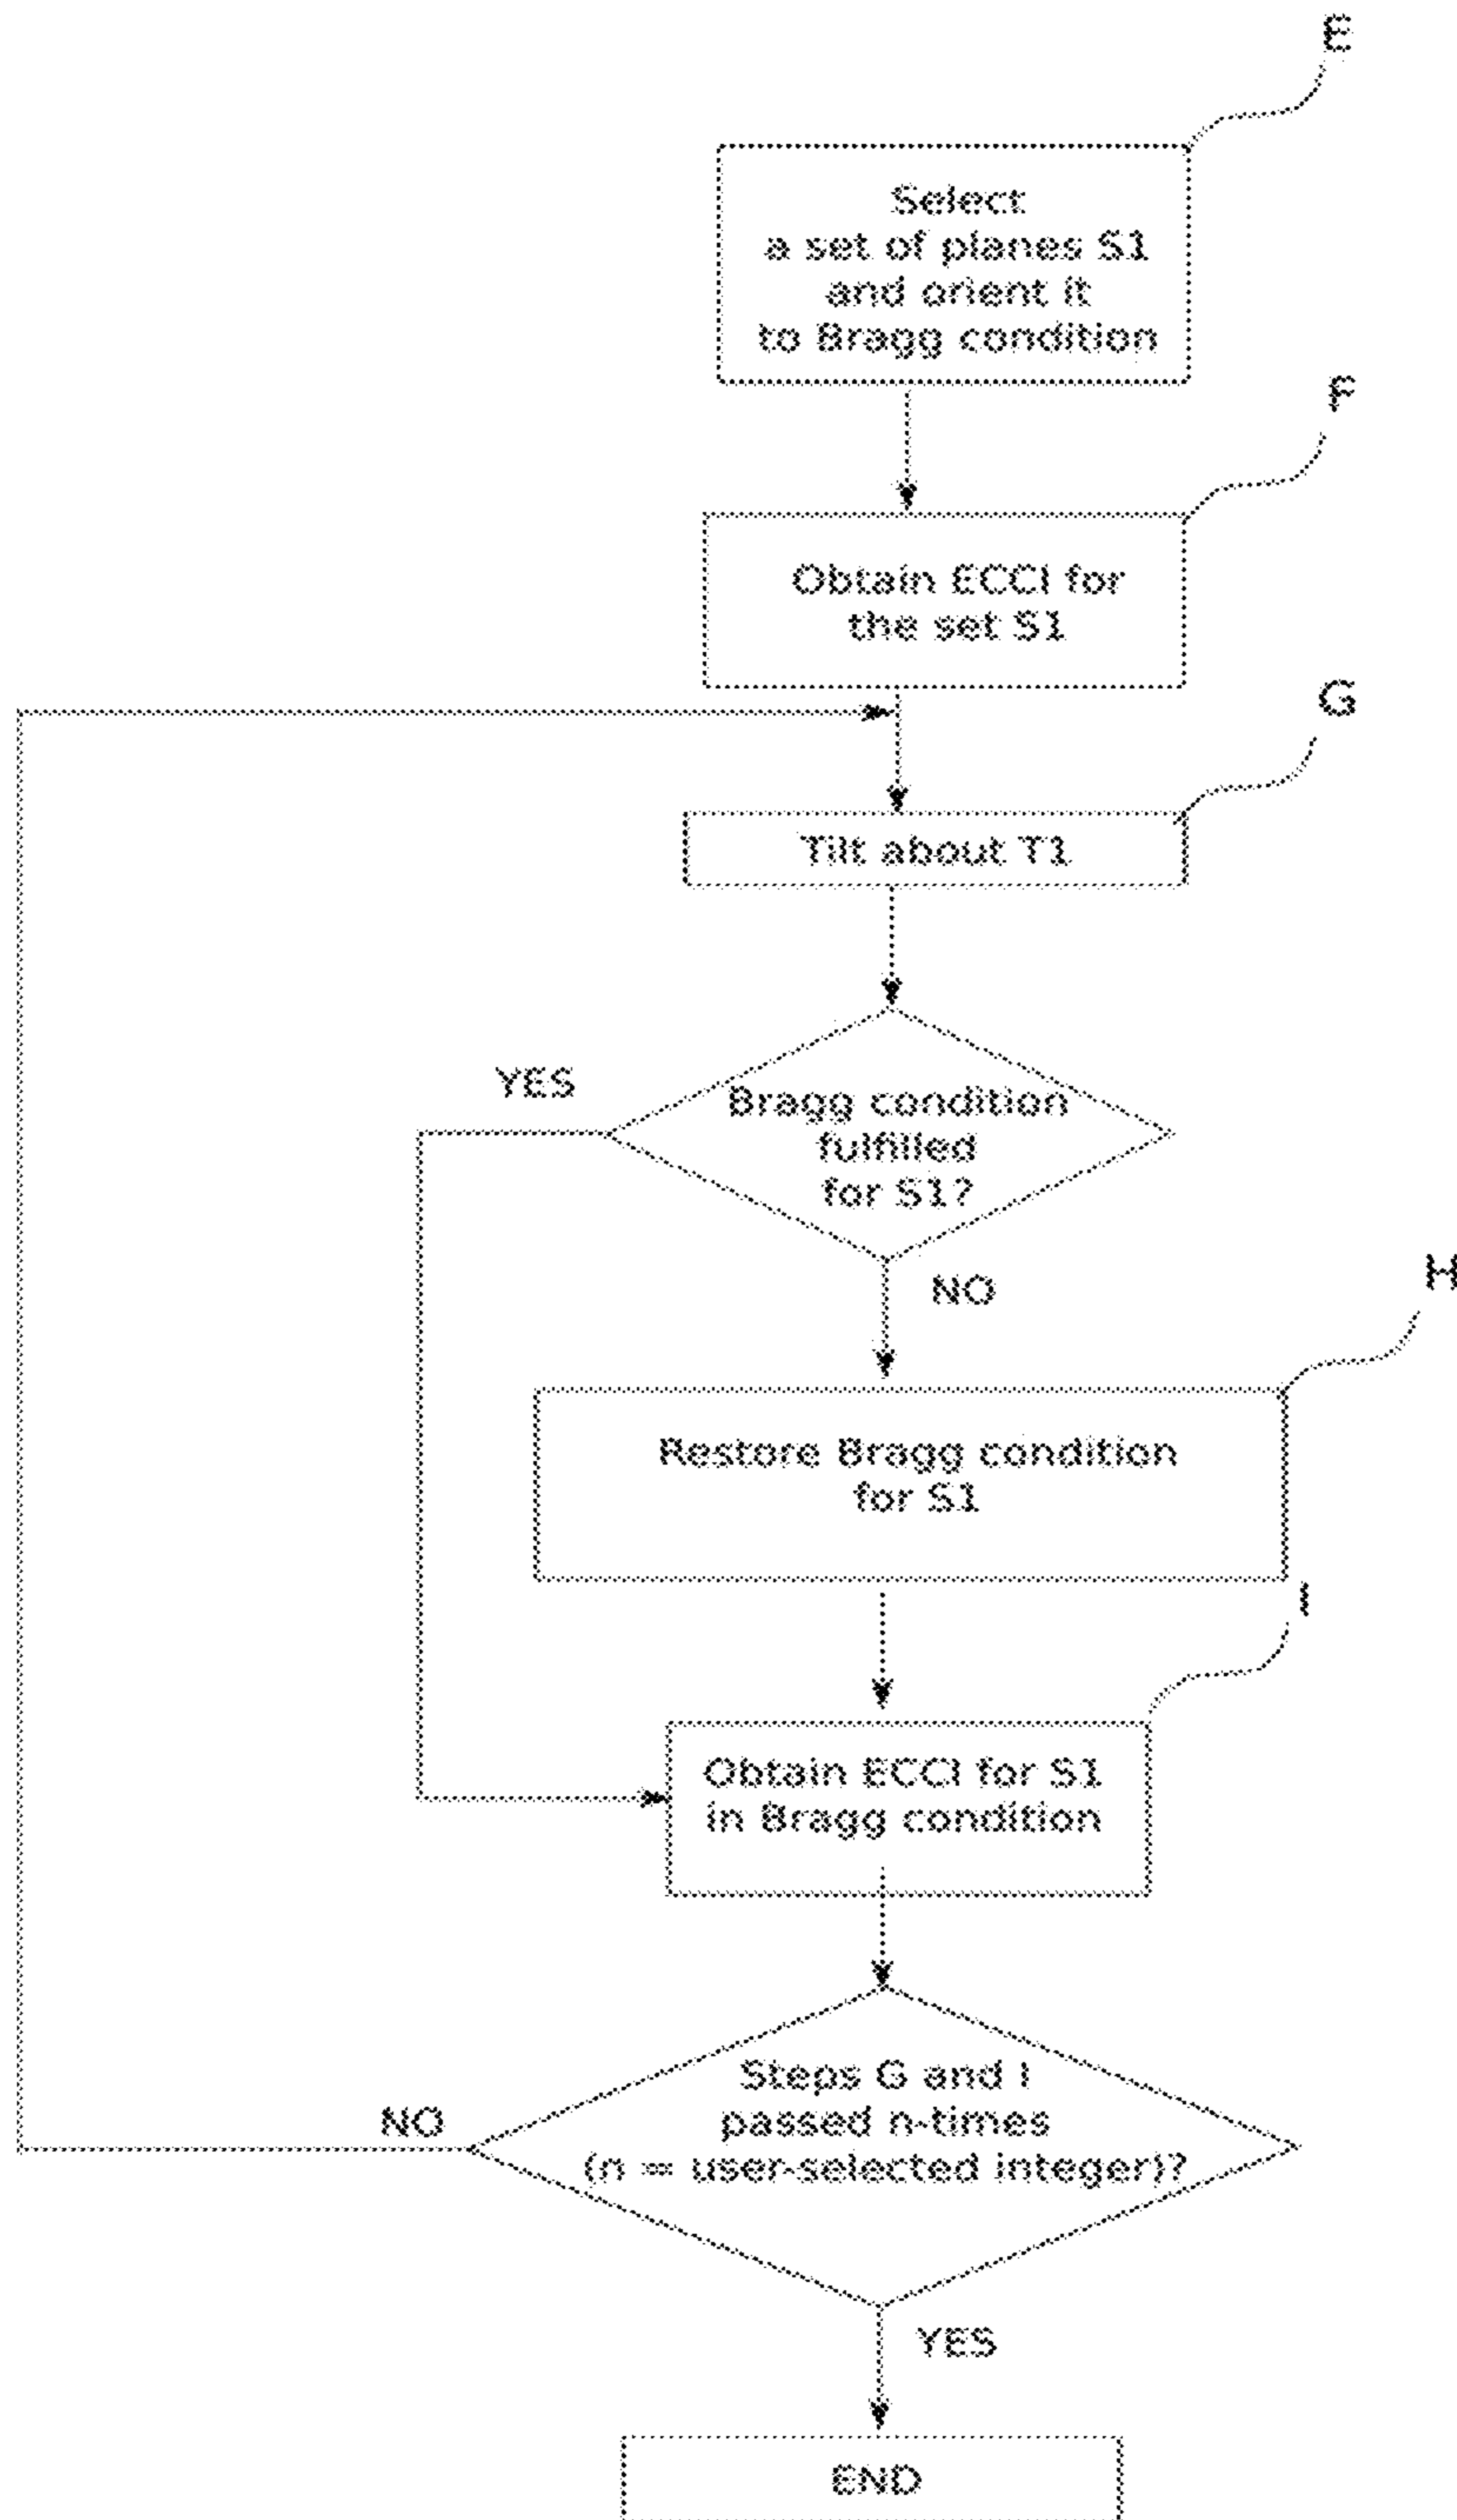 E
Select
a set of planes S1
and orient it
to Bragg condition
F
Obtain ECCI for
the set S1
G
Tilt about T1
YES
Bragg condition
fulfilled
for S1?
NO
H
Restore Bragg condition
for S1
I
Obtain ECCI for S1
in Bragg condition
Steps G and I
passed n-times
(n = user-selected integer)?
NO
YES
END